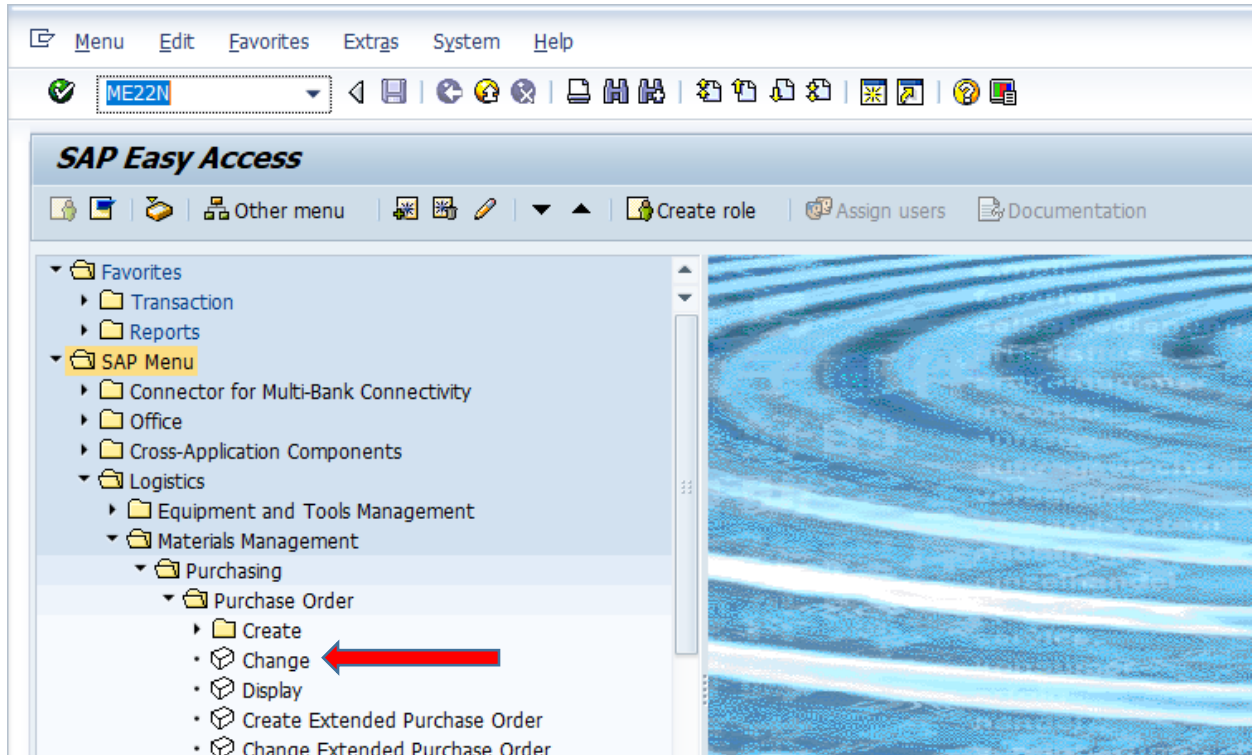 Menu Edit Favorites Extras System Help
ME22N
SAP Easy Access
Other menu Create role Assign users Documentation
Favorites
Transaction
Reports
SAP Menu
Connector for Multi-Bank Connectivity
Office
Cross-Application Components
Logistics
Equipment and Tools Management
Materials Management
Purchasing
Purchase Order
Create
Change
Display
Create Extended Purchase Order
Change Extended Purchase Order